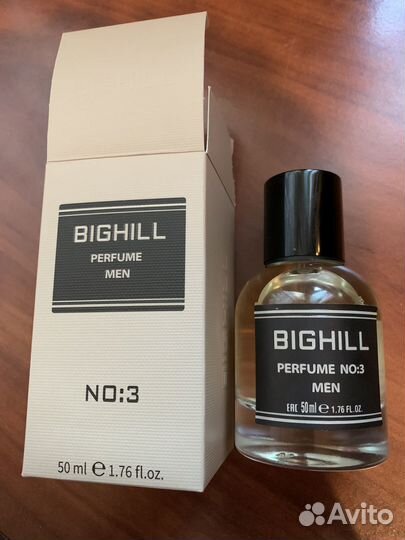 BIGHILL
PERFUME
MEN
NO:3
50 ml e 1.76 fl.oz.
BIGHILL
PERFUME NO:3
MEN
EAC 50ml e 1.76 FL.OZ.
Avito